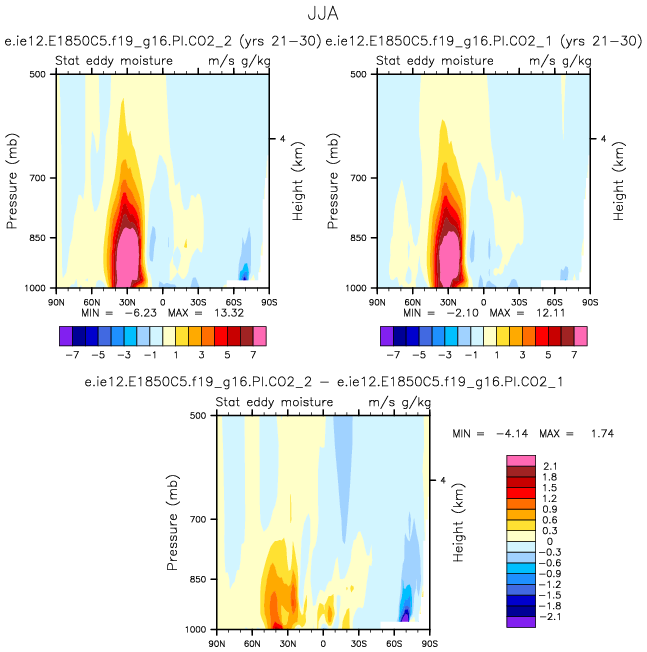 JJA
e.ie12.E1850C5.f19_g16.PI.CO2_2 (yrs 21-30) e.ie12.E1850C5.f19_g16.PI.CO2_1 (yrs 21-30)
Stat eddy moisture m/s g/kg
500
700
850
1000
Pressure (mb)
4
Height (km)
90N 60N 30N 0 30S 60S 90S
MIN = -6.23 MAX = 13.32
-7 -5 -3 -1 1 3 5 7
Stat eddy moisture m/s g/kg
500
700
850
1000
Pressure (mb)
4
Height (km)
90N 60N 30N 0 30S 60S 90S
MIN = -2.10 MAX = 12.11
-7 -5 -3 -1 1 3 5 7
e.ie12.E1850C5.f19_g16.PI.CO2_2 - e.ie12.E1850C5.f19_g16.PI.CO2_1
Stat eddy moisture m/s g/kg
500
700
850
1000
Pressure (mb)
4
Height (km)
90N 60N 30N 0 30S 60S 90S
MIN = -4.14 MAX = 1.74
2.1
1.8
1.5
1.2
0.9
0.6
0.3
0
-0.3
-0.6
-0.9
-1.2
-1.5
-1.8
-2.1